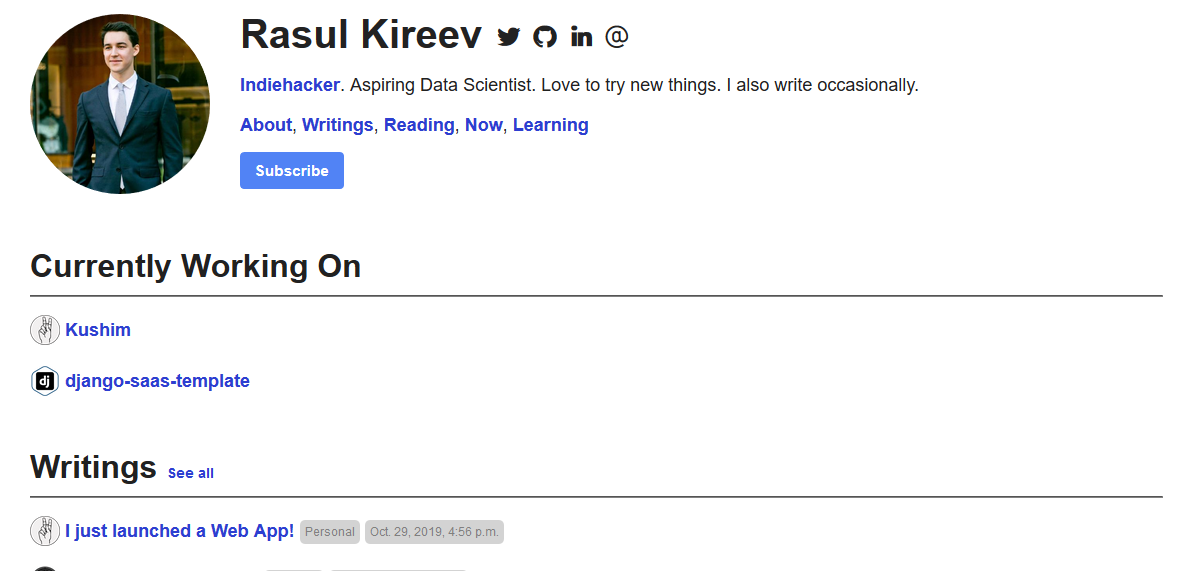 Rasul Kireev @
Indiehacker. Aspiring Data Scientist. Love to try new things. I also write occasionally.
About, Writings, Reading, Now, Learning
Subscribe
Currently Working On
Kushim
dj django-saas-template
Writings See all
I just launched a Web App! Personal Oct. 29, 2019, 4:56 p.m.